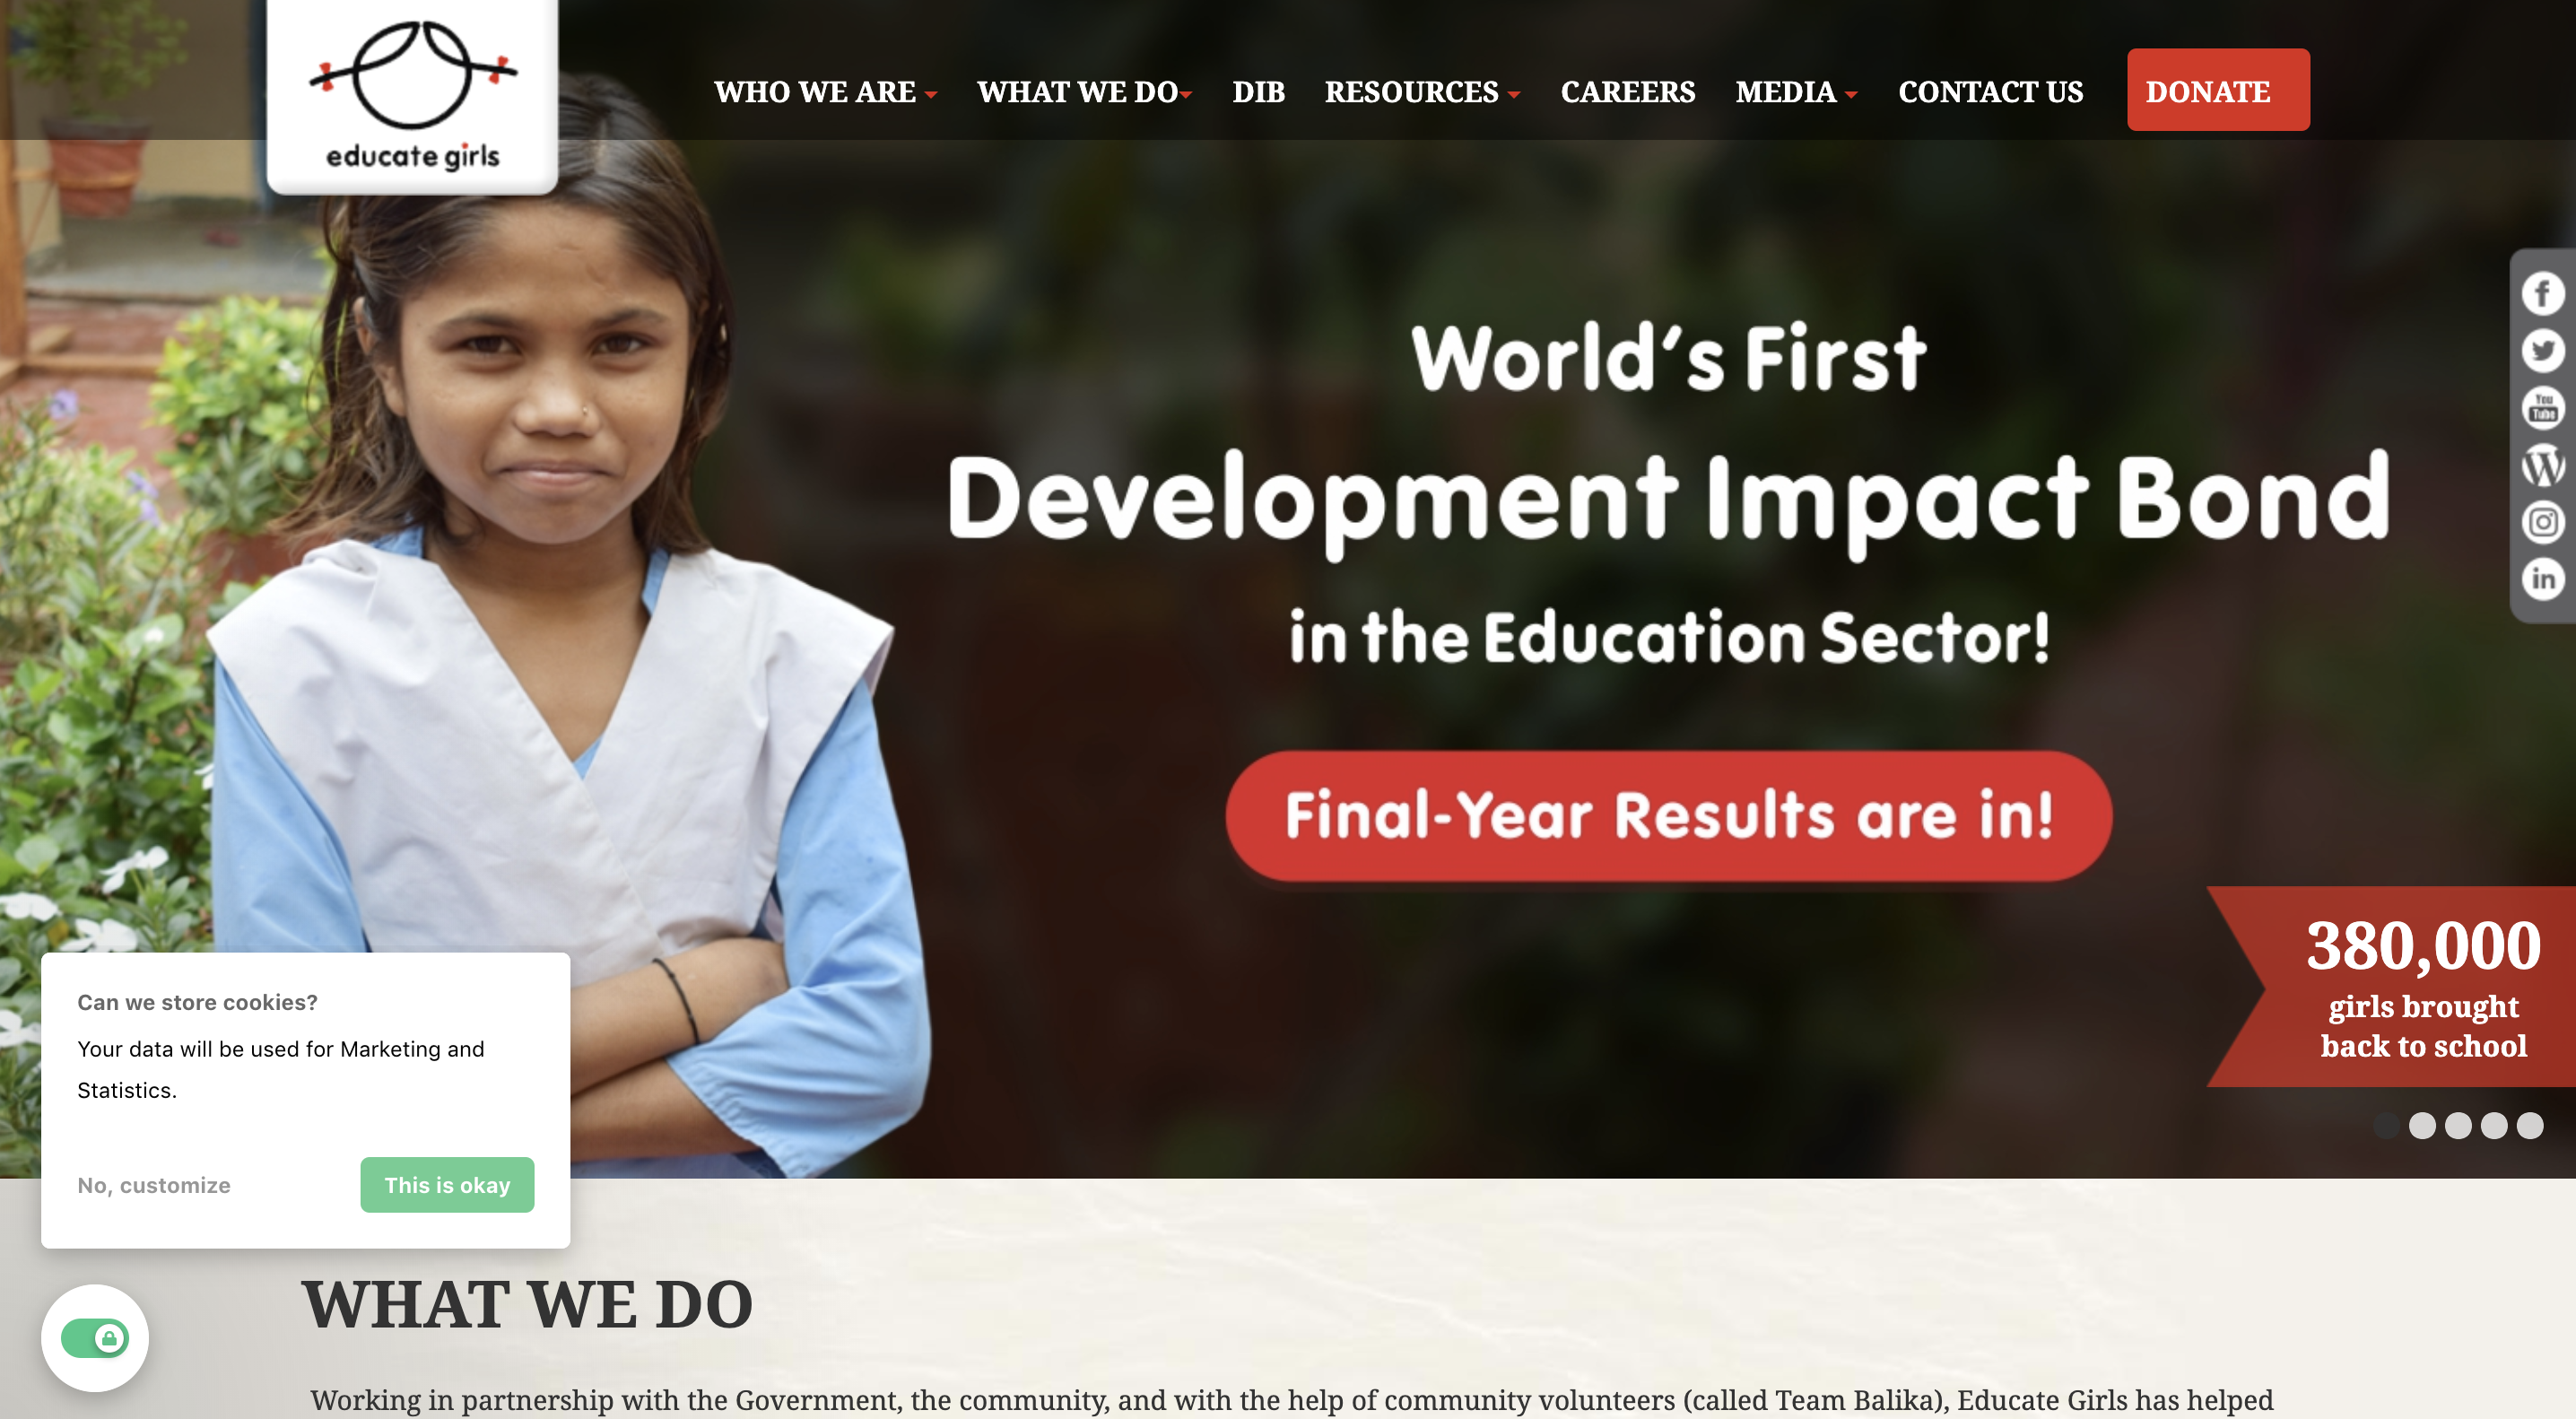 educate girls
WHO WE ARE
WHAT WE DO
DIB
RESOURCES
CAREERS
MEDIA
CONTACT US
DONATE
World's First
Development Impact Bond
in the Education Sector!
Final-Year Results are in!
You
Tube
380,000
girls brought
back to school
Can we store cookies?
Your data will be used for Marketing and
Statistics.
No, customize
This is okay
WHAT WE DO
Working in partnership with the Government, the community, and with the help of community volunteers (called Team Balika), Educate Girls has helped